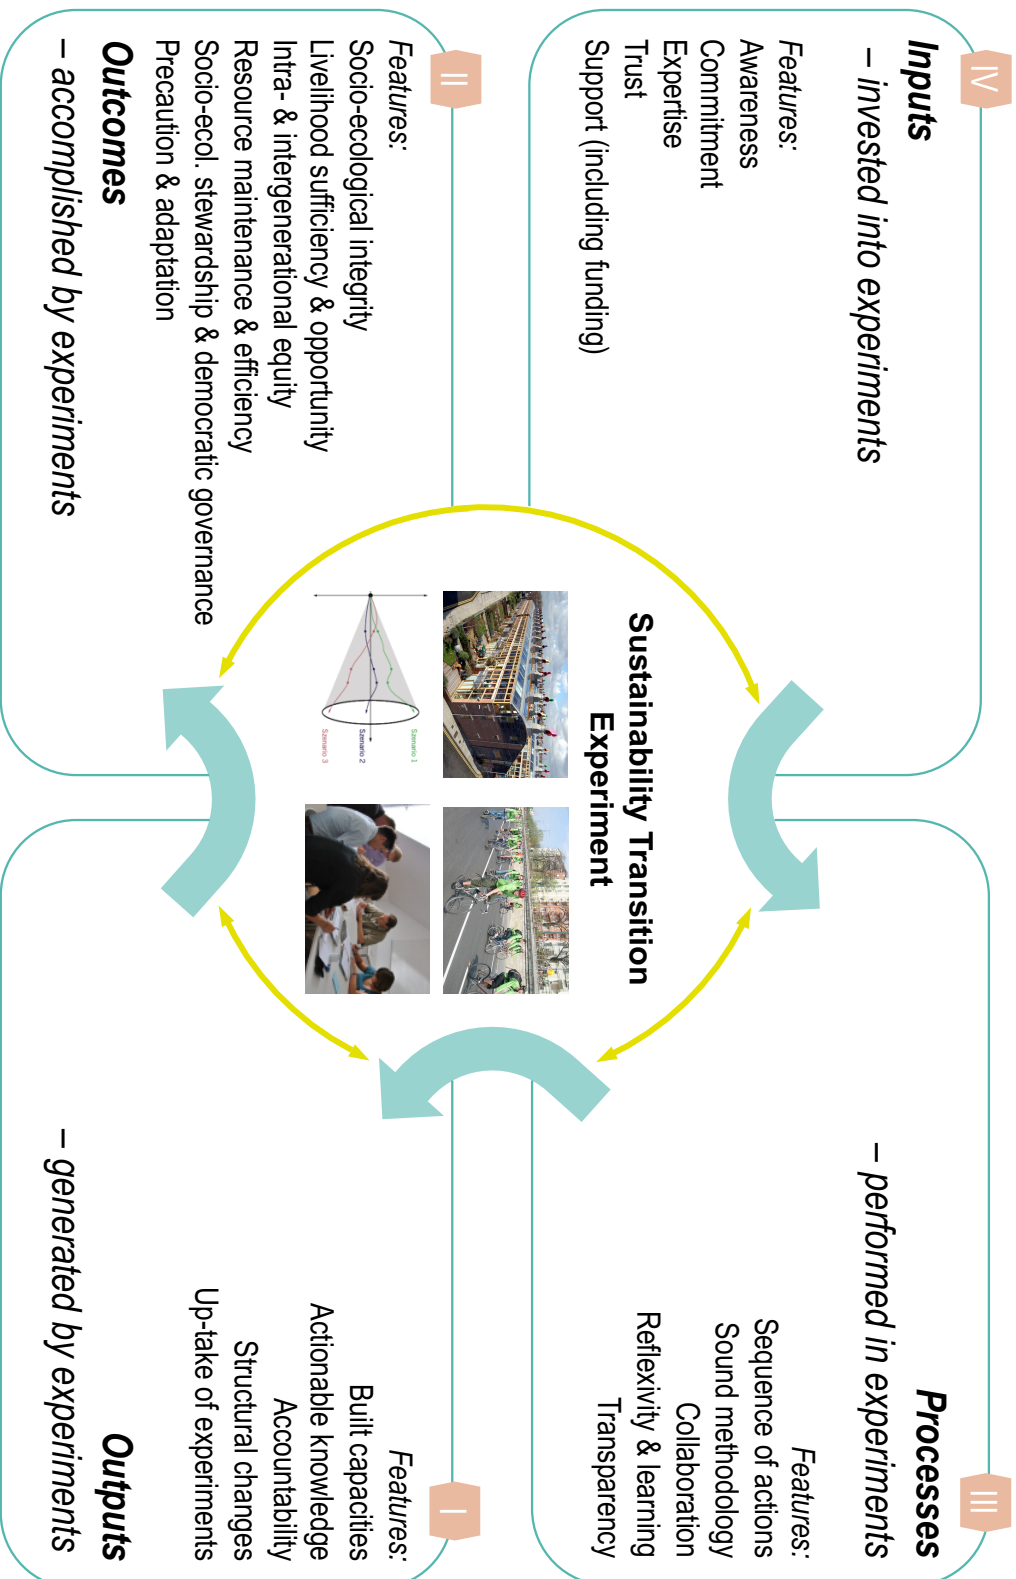 IV
Inputs
– invested into experiments
Features:
Awareness
Commitment
Expertise
Trust
Support (including funding)
III
Processes
– performed in experiments
Features:
Sequence of actions
Sound methodology
Collaboration
Reflexivity & learning
Transparency
Sustainability Transition
Experiment
Szenario 1
Szenario 2
Szenario 3
II
Features:
Socio-ecological integrity
Livelihood sufficiency & opportunity
Intra- & intergenerational equity
Resource maintenance & efficiency
Socio-ecol. stewardship & democratic governance
Precaution & adaptation
Outcomes
– accomplished by experiments
I
Features:
Built capacities
Actionable knowledge
Accountability
Structural changes
Up-take of experiments
Outputs
– generated by experiments